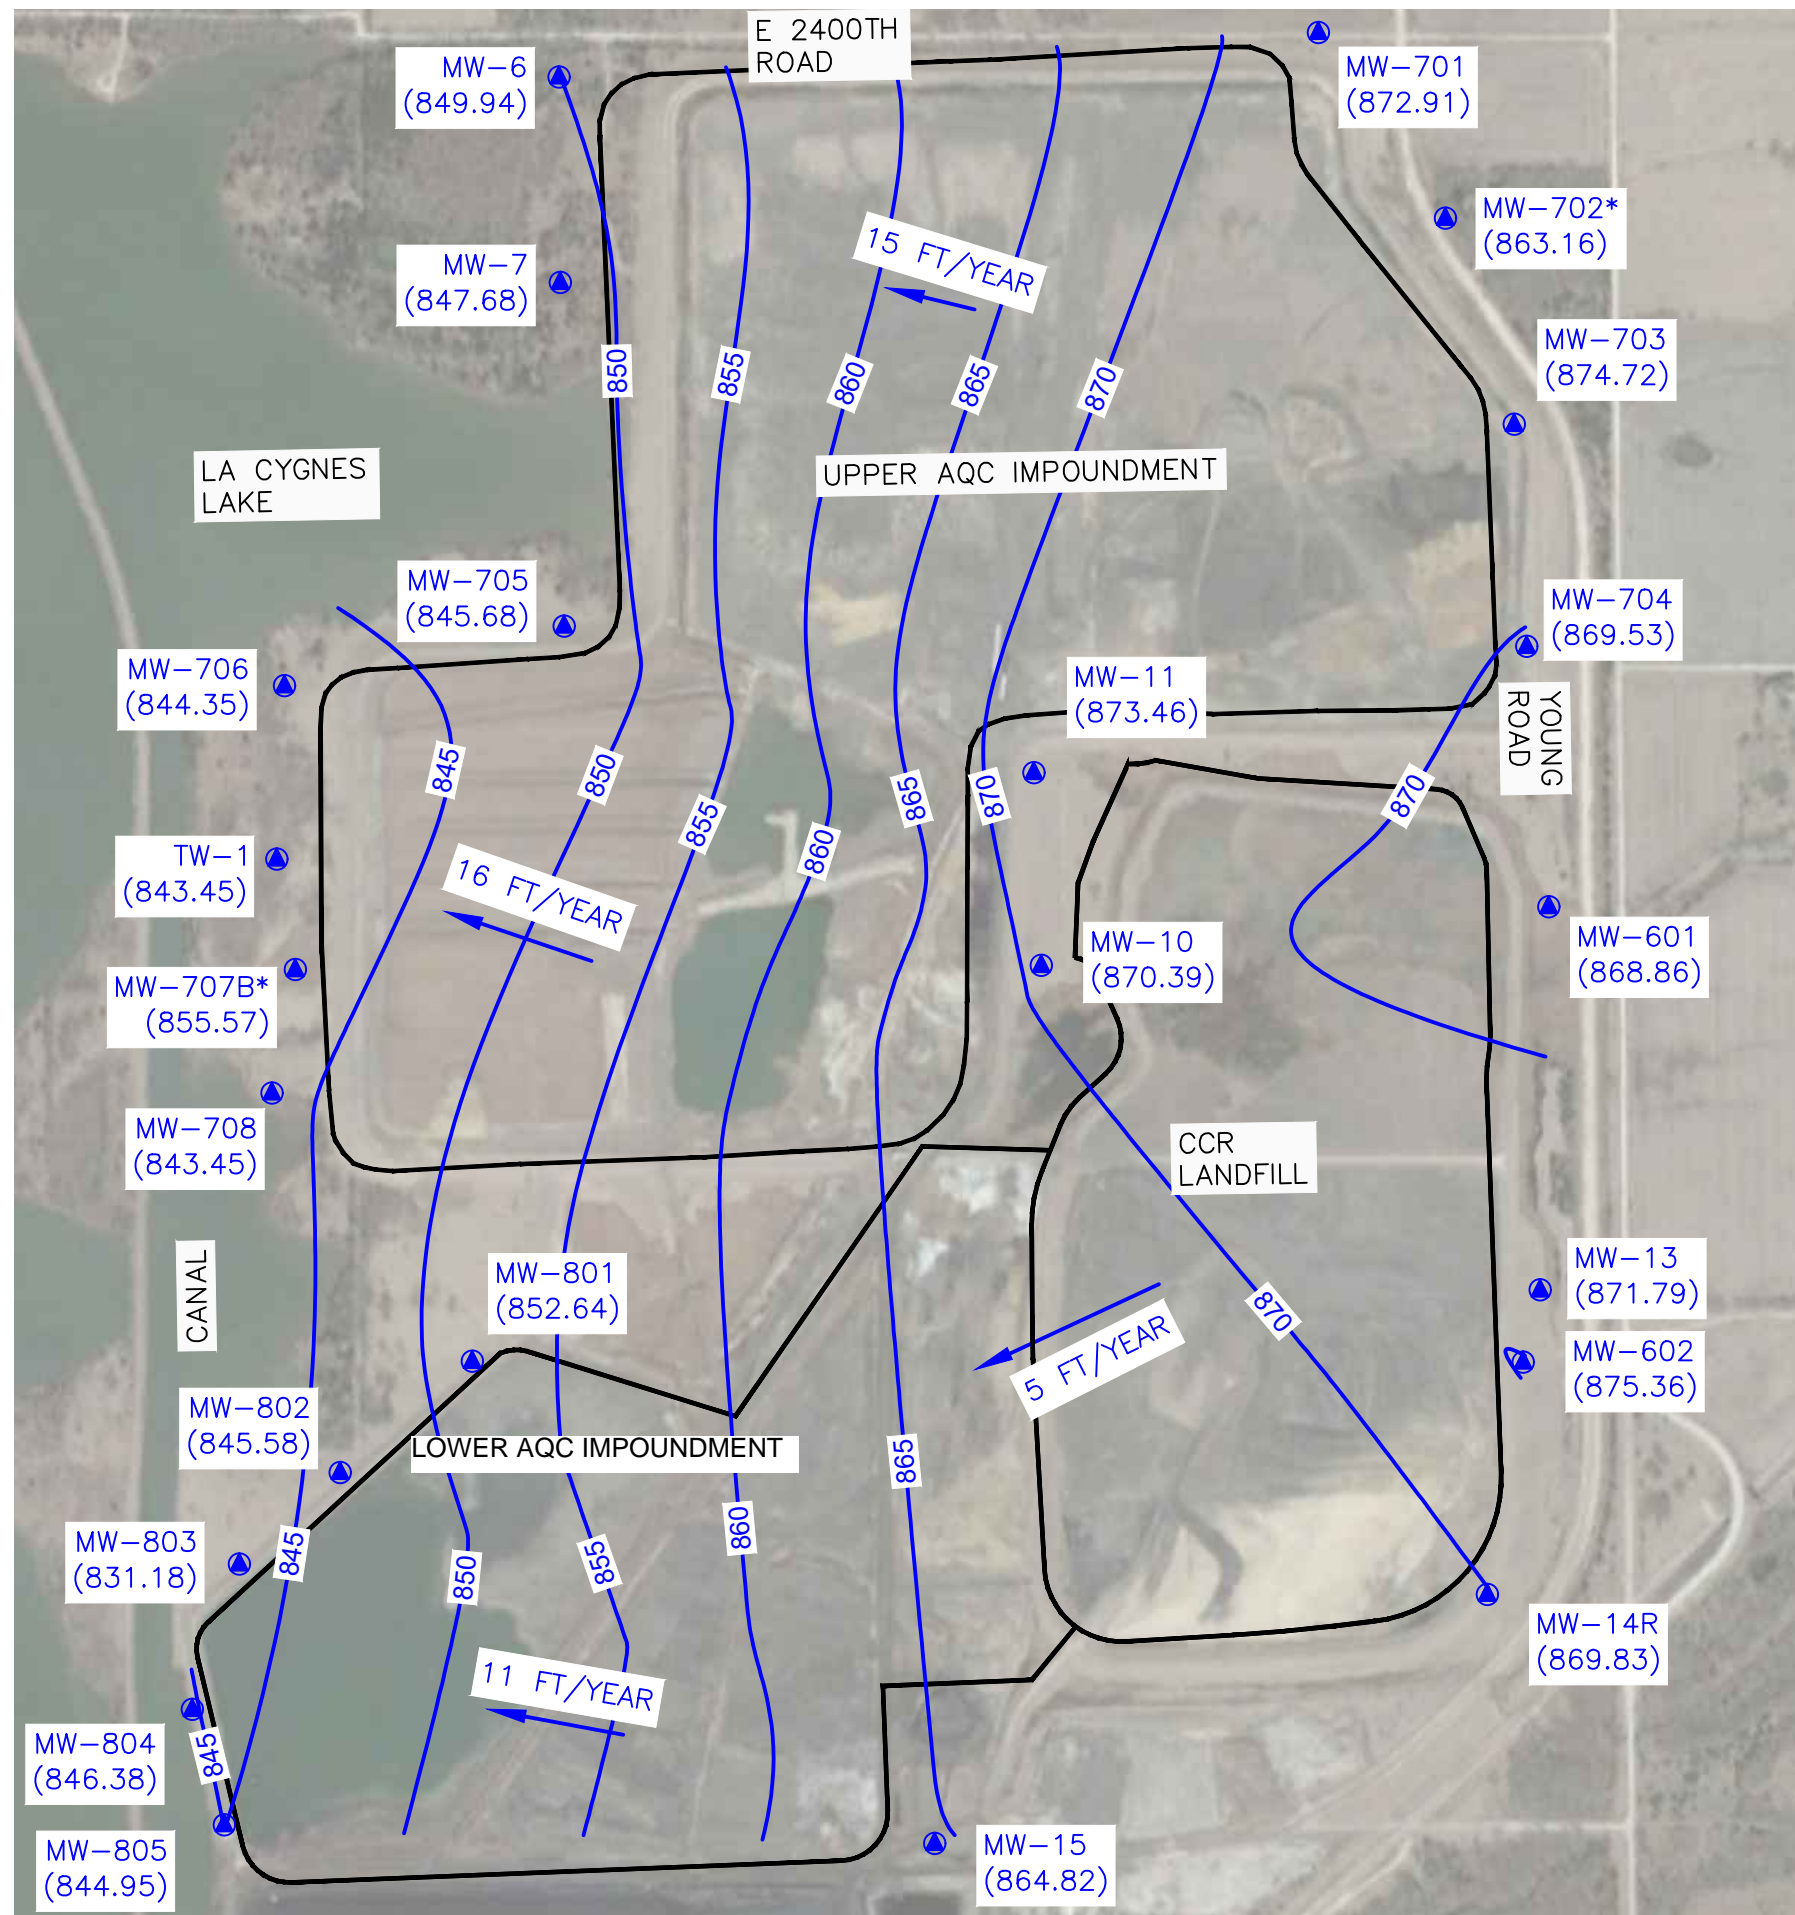 E 2400TH
ROAD
MW-6
(849.94)
MW-701
(872.91)
MW-702*
(863.16)
MW-7
(847.68)
15 FT/YEAR
MW-703
(874.72)
850
855
860
865
870
LA CYGNES
LAKE
UPPER AQC IMPOUNDMENT
MW-705
(845.68)
MW-704
(869.53)
MW-706
(844.35)
MW-11
(873.46)
YOUNG
ROAD
845
850
855
860
865
870
870
TW-1
(843.45)
16 FT/YEAR
MW-10
(870.39)
MW-601
(868.86)
MW-707B*
(855.57)
MW-708
(843.45)
CCR
LANDFILL
CANAL
MW-801
(852.64)
MW-13
(871.79)
870
5 FT/YEAR
MW-602
(875.36)
MW-802
(845.58)
LOWER AQC IMPOUNDMENT
865
MW-803
(831.18)
845
850
855
860
MW-14R
(869.83)
11 FT/YEAR
MW-804
(846.38)
845
MW-805
(844.95)
MW-15
(864.82)